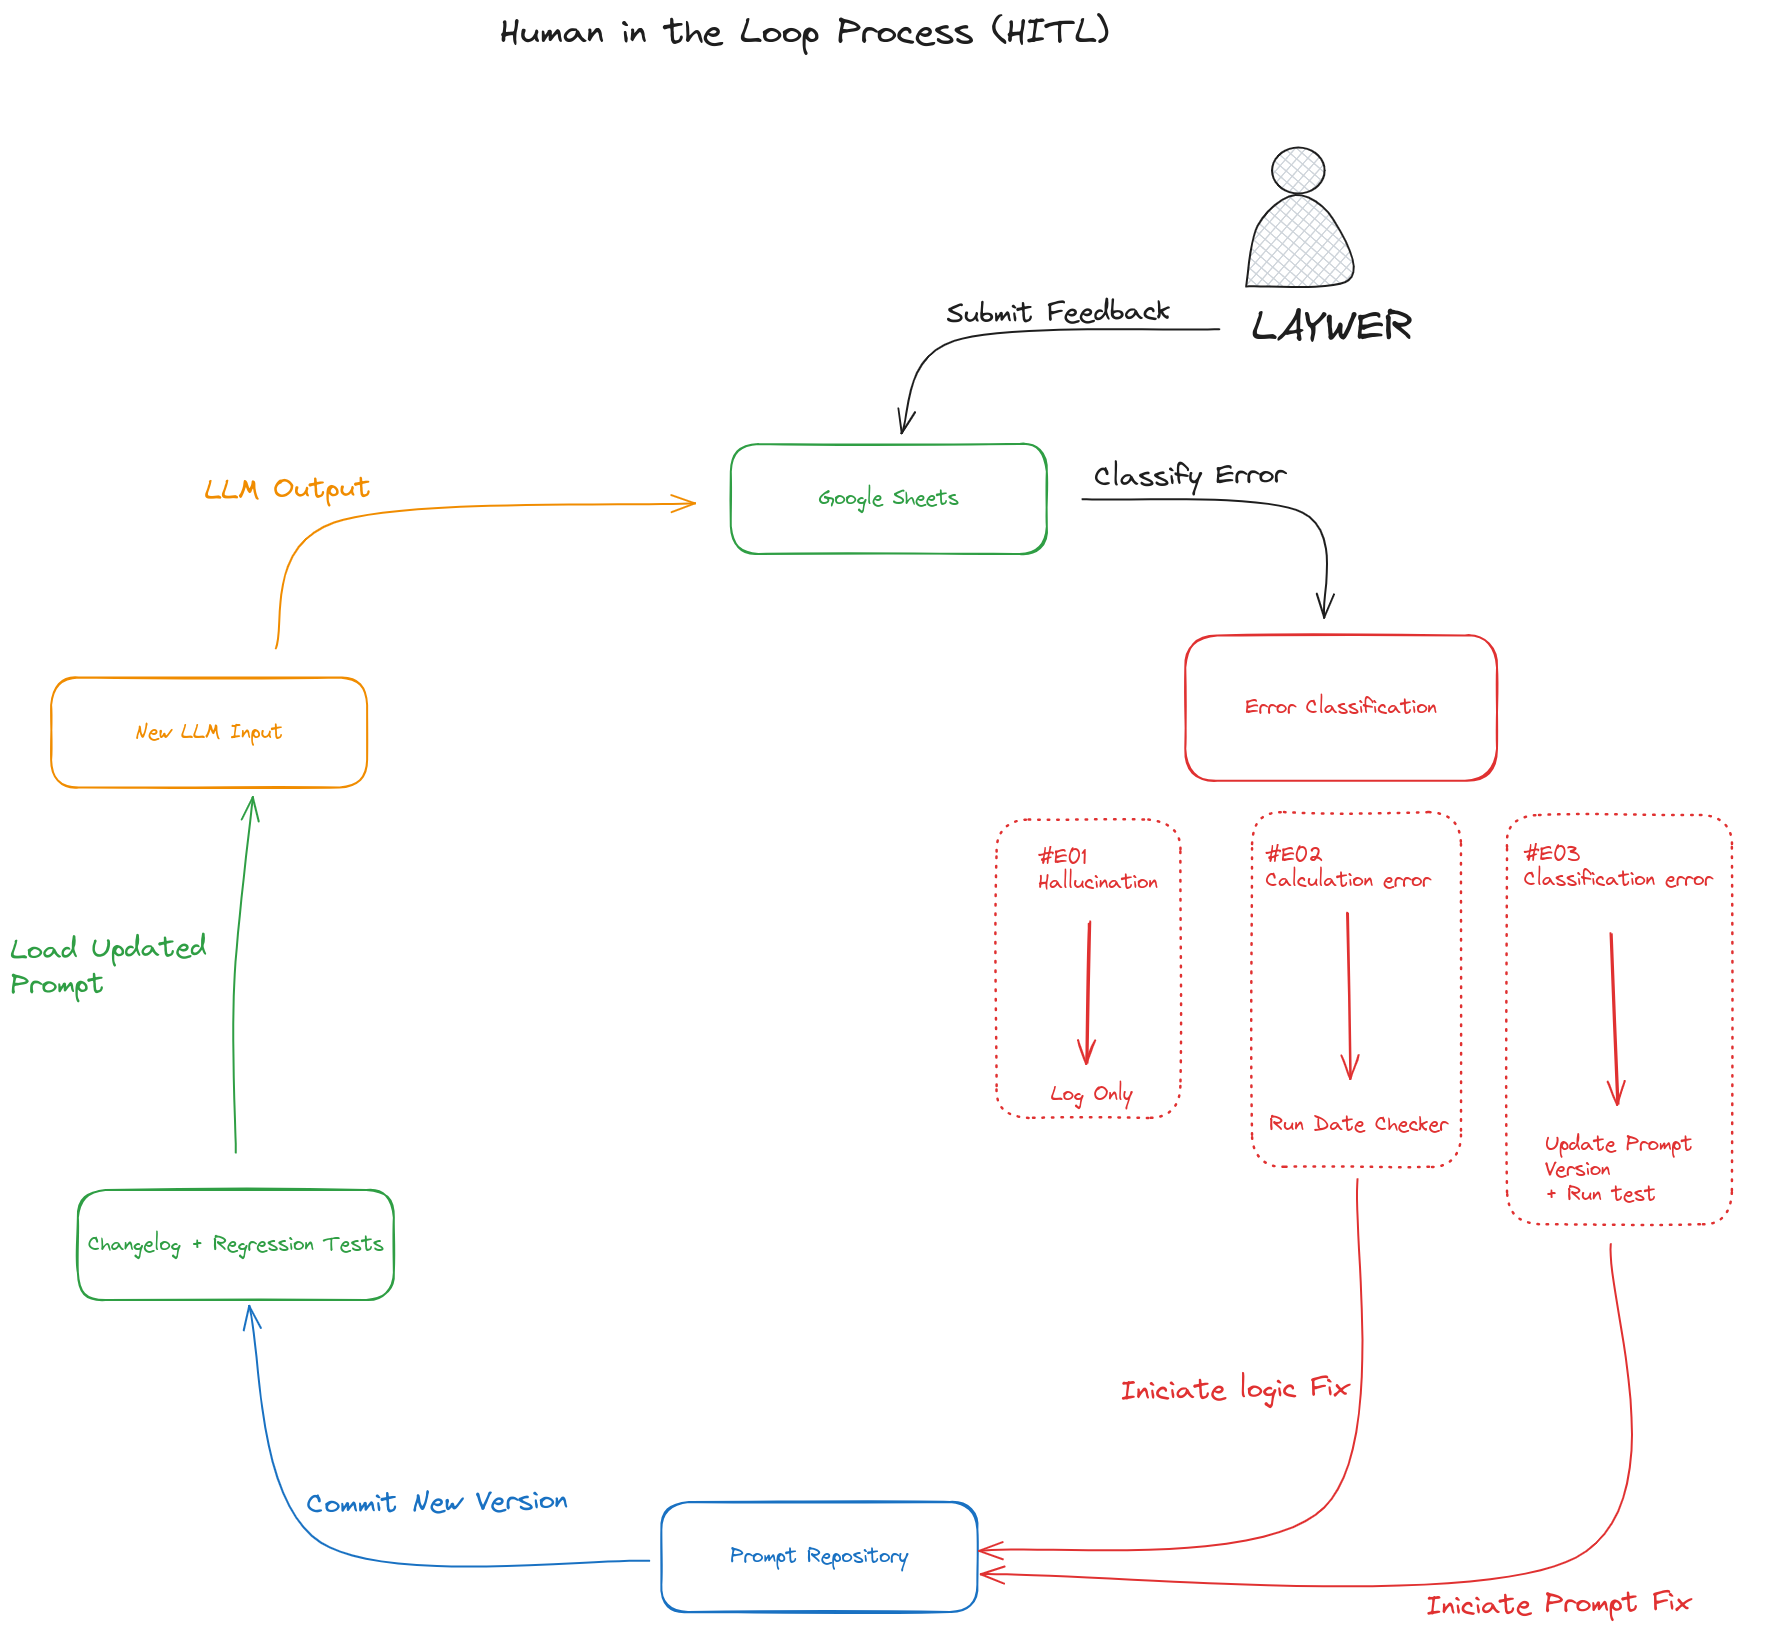 Human in the Loop Process (HITL)
Submit Feedback
LAYWER
Google Sheets
Classify Error
LLM Output
Error Classification
New LLM Input
#E01
Hallucination
Log Only
#E02
Calculation error
Run Date Checker
#E03
Classification error
Update Prompt
Version
+ Run test
Load Updated
Prompt
Changelog + Regression Tests
Iniciate logic Fix
Commit New Version
Prompt Repository
Iniciate Prompt Fix